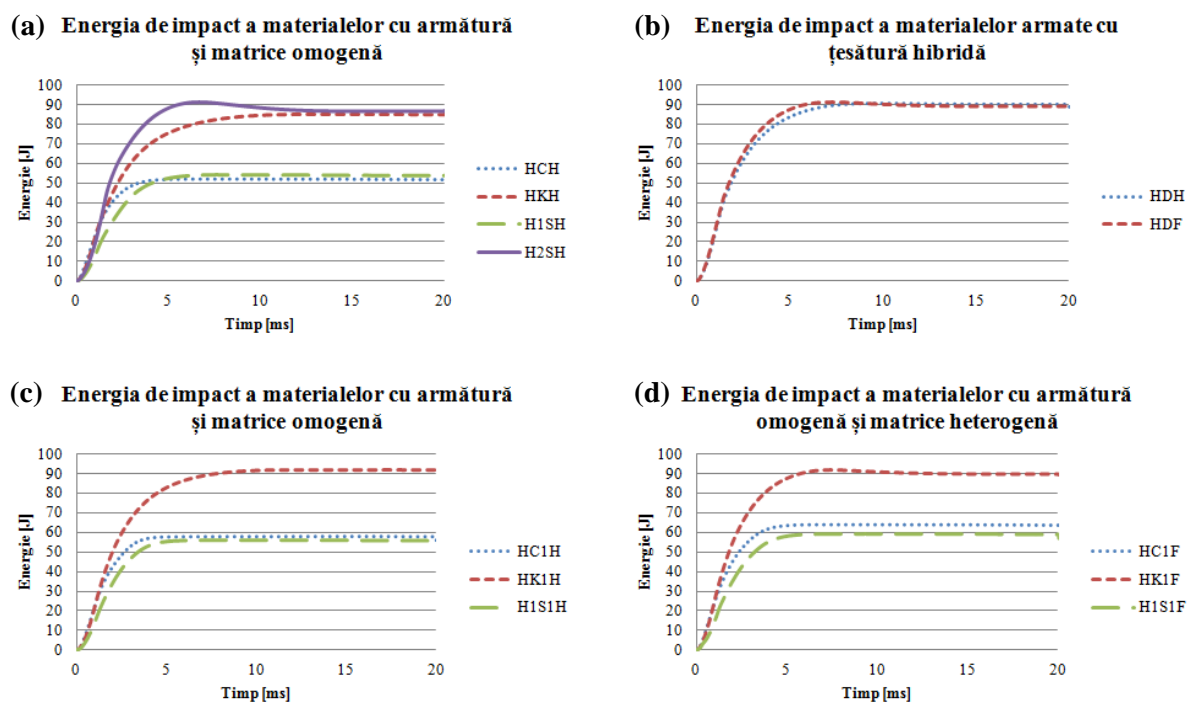 (a) Energia de impact a materialelor cu armătură
și matrice omogenă
Energie [J]
100
90
80
70
60
50
40
30
20
10
0
0 5 10 15 20
Timp [ms]
HCH
HKH
H1SH
H2SH
(b) Energia de impact a materialelor armate cu
țesătură hibridă
Energie [J]
100
90
80
70
60
50
40
30
20
10
0
0 5 10 15 20
Timp [ms]
HDH
HDF
(c) Energia de impact a materialelor cu armătură
și matrice omogenă
Energie [J]
100
90
80
70
60
50
40
30
20
10
0
0 5 10 15 20
Timp [ms]
HC1H
HK1H
H1S1H
(d) Energia de impact a materialelor cu armătură
omogenă și matrice heterogenă
Energie [J]
100
90
80
70
60
50
40
30
20
10
0
0 5 10 15 20
Timp [ms]
HC1F
HK1F
H1S1F